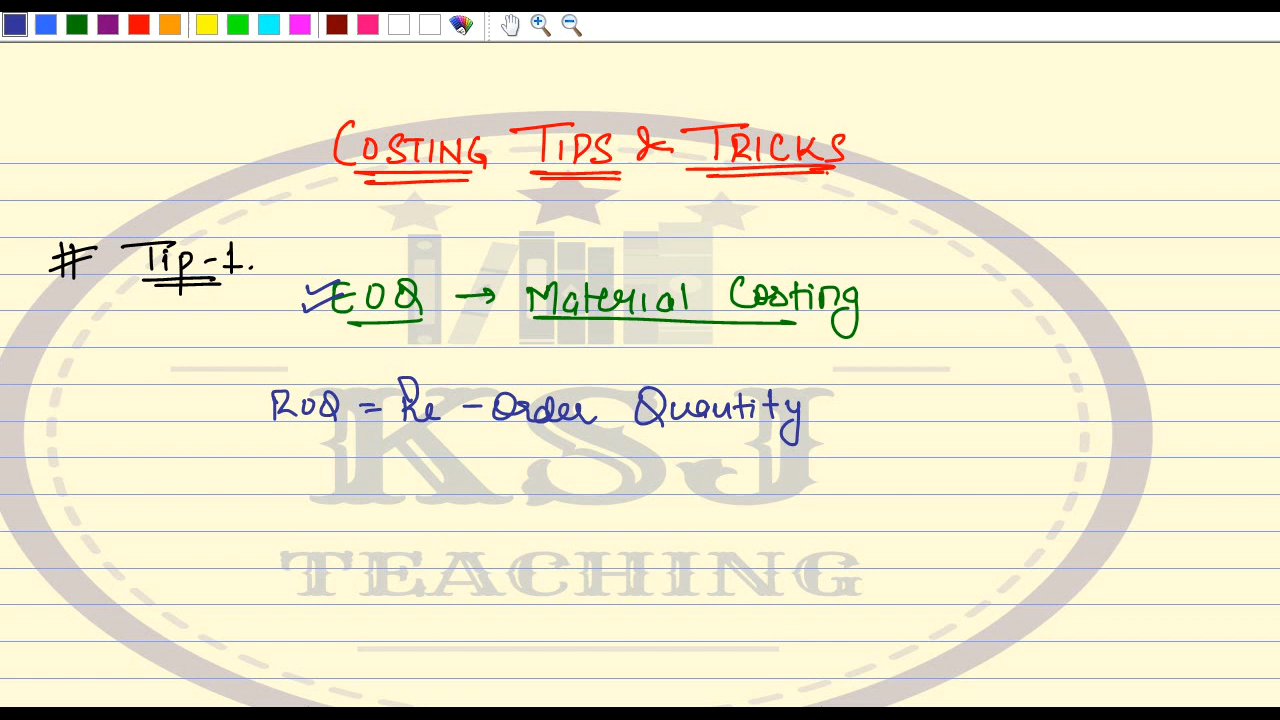 COSTING TIPS & TRICKS
# Tip-1.
EOQ → Material Costing
ROQ = Re-Order Quantity
KSJ
TEACHING